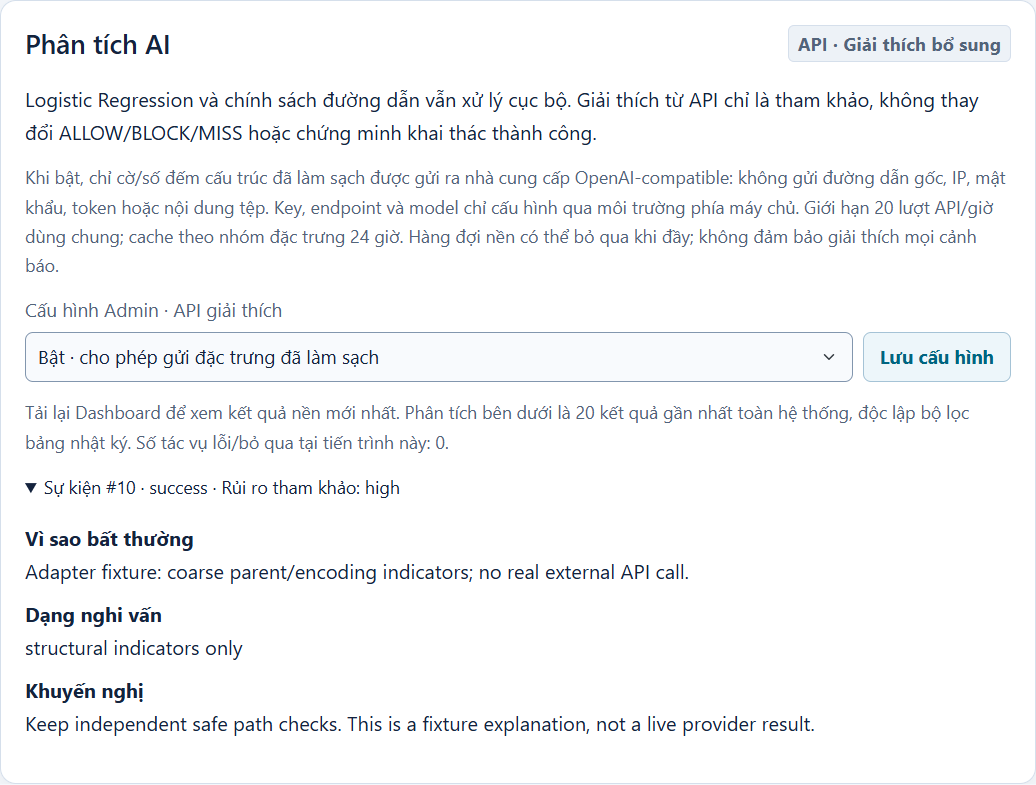 Phân tích AI
API · Giải thích bổ sung
Logistic Regression và chính sách đường dẫn vẫn xử lý cục bộ. Giải thích từ API chỉ là tham khảo, không thay
đổi ALLOW/BLOCK/MISS hoặc chứng minh khai thác thành công.
Khi bật, chỉ cờ/số đếm cấu trúc đã làm sạch được gửi ra nhà cung cấp OpenAI-compatible: không gửi đường dẫn gốc, IP, mật
khẩu, token hoặc nội dung tệp. Key, endpoint và model chỉ cấu hình qua môi trường phía máy chủ. Giới hạn 20 lượt API/giờ
dùng chung; cache theo nhóm đặc trưng 24 giờ. Hàng đợi nền có thể bỏ qua khi đầy; không đảm bảo giải thích mọi cảnh
báo.
Cấu hình Admin · API giải thích
Bật · cho phép gửi đặc trưng đã làm sạch
Lưu cấu hình
Tải lại Dashboard để xem kết quả nền mới nhất. Phân tích bên dưới là 20 kết quả gần nhất toàn hệ thống, độc lập bộ lọc
bảng nhật ký. Số tác vụ lỗi/bỏ qua tại tiến trình này: 0.
▼ Sự kiện #10 · success · Rủi ro tham khảo: high
Vì sao bất thường
Adapter fixture: coarse parent/encoding indicators; no real external API call.
Dạng nghi vấn
structural indicators only
Khuyến nghị
Keep independent safe path checks. This is a fixture explanation, not a live provider result.